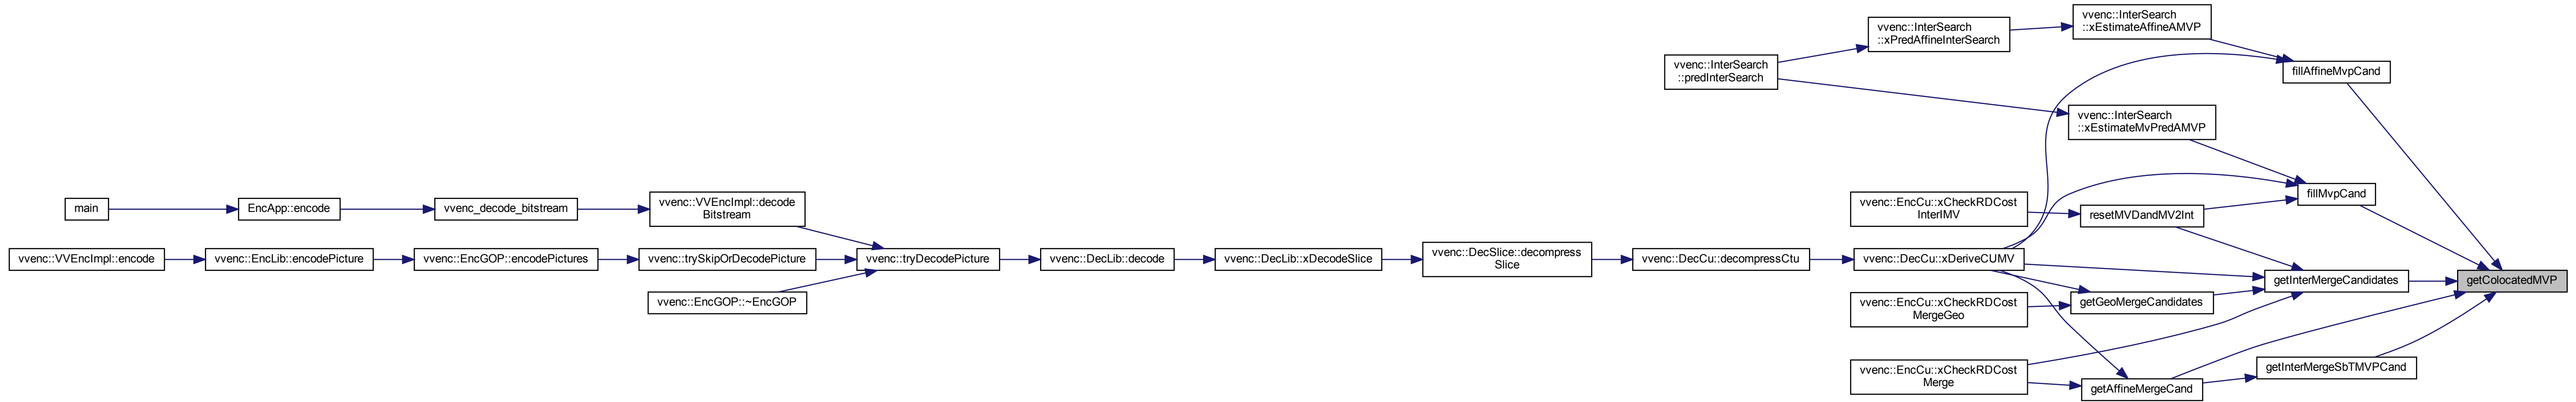 vvenc::InterSearch
::xEstimateAffineAMVP
vvenc::InterSearch
::xPredAffineInterSearch
vvenc::InterSearch
::predInterSearch
fillAffineMvpCand
vvenc::InterSearch
::xEstimateMvPredAMVP
fillMvpCand
main
EncApp::encode
vvenc_decode_bitstream
vvenc::VVEncImpl::decode
Bitstream
vvenc::EncCu::xCheckRDCost
InterIMV
resetMVDandMV2Int
vvenc::VVEncImpl::encode
vvenc::EncLib::encodePicture
vvenc::EncGOP::encodePictures
vvenc::trySkipOrDecodePicture
vvenc::tryDecodePicture
vvenc::DecLib::decode
vvenc::DecLib::xDecodeSlice
vvenc::DecSlice::decompress
Slice
vvenc::DecCu::decompressCtu
vvenc::DecCu::xDeriveCUMV
getInterMergeCandidates
getColocatedMVP
vvenc::EncGOP::~EncGOP
vvenc::EncCu::xCheckRDCost
MergeGeo
getGeoMergeCandidates
vvenc::EncCu::xCheckRDCost
Merge
getAffineMergeCand
getInterMergeSbTMVPCand